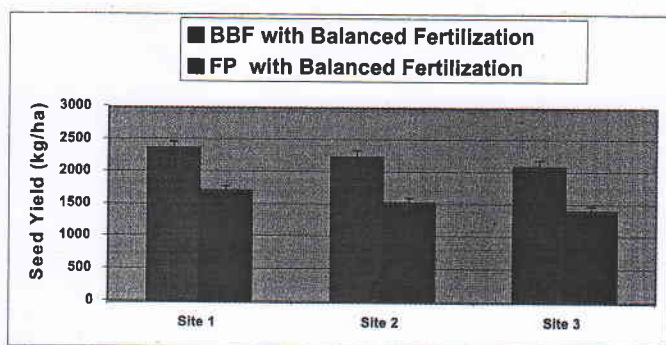 BBF with Balanced Fertilization
FP with Balanced Fertilization
Seed Yield (kg/ha)
3000
2500
2000
1500
1000
500
0
Site 1
Site 2
Site 3